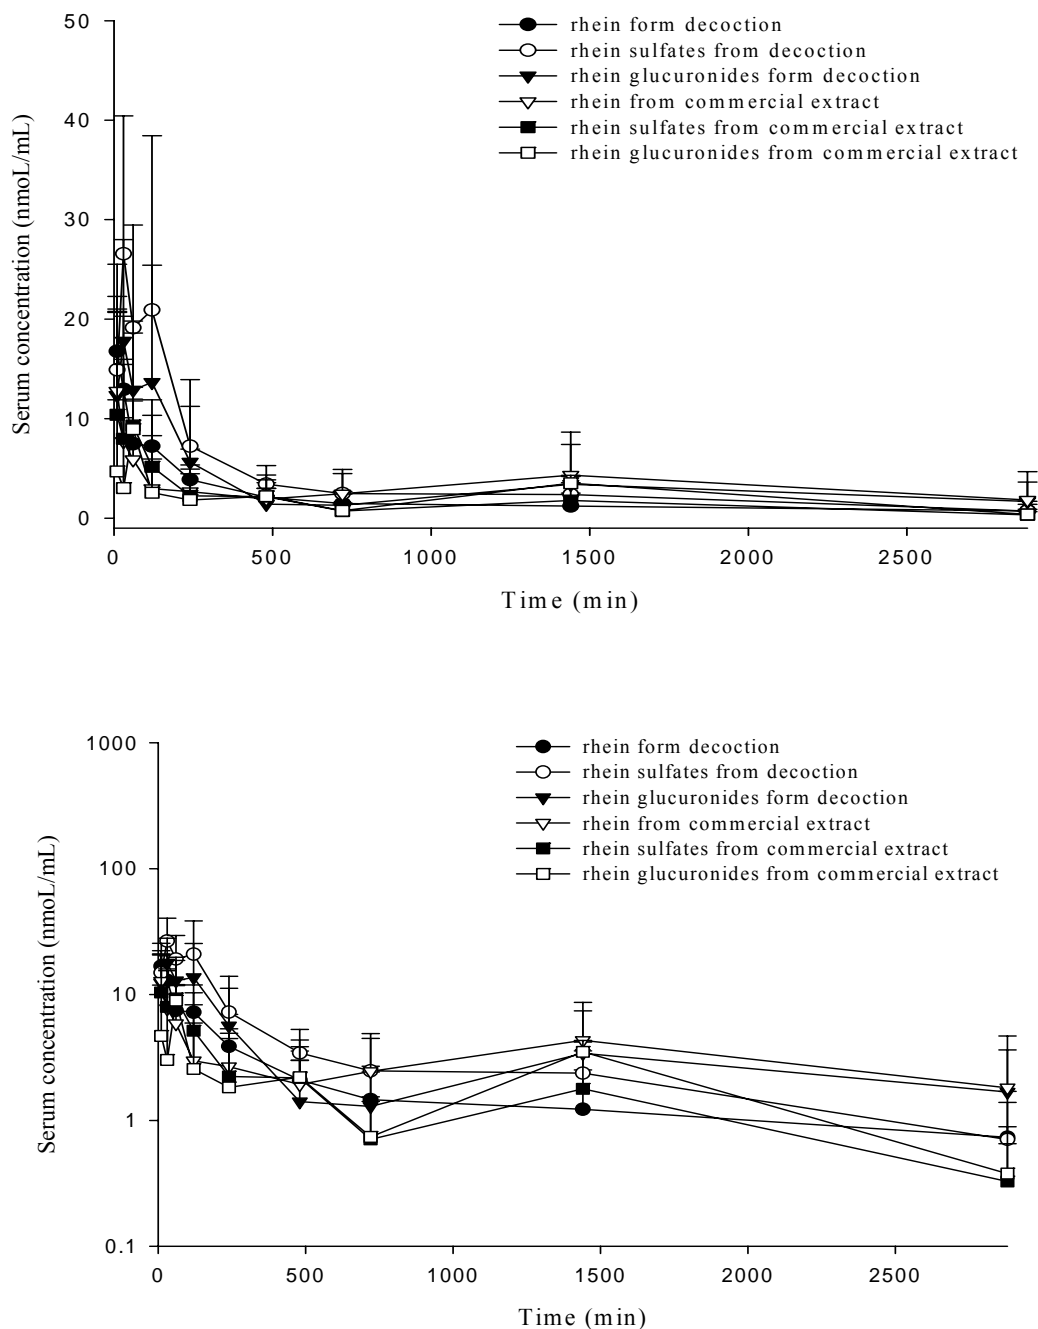 50
40
30
20
10
0
Serum concentration (nmoL/mL)
rhein form decoction
rhein sulfates from decoction
rhein glucuronides form decoction
rhein from commercial extract
rhein sulfates from commercial extract
rhein glucuronides from commercial extract
0 500 1000 1500 2000 2500
Time (min)
1000
100
10
1
0.1
Serum concentration (nmoL/mL)
rhein form decoction
rhein sulfates from decoction
rhein glucuronides form decoction
rhein from commercial extract
rhein sulfates from commercial extract
rhein glucuronides from commercial extract
0 500 1000 1500 2000 2500
Time (min)